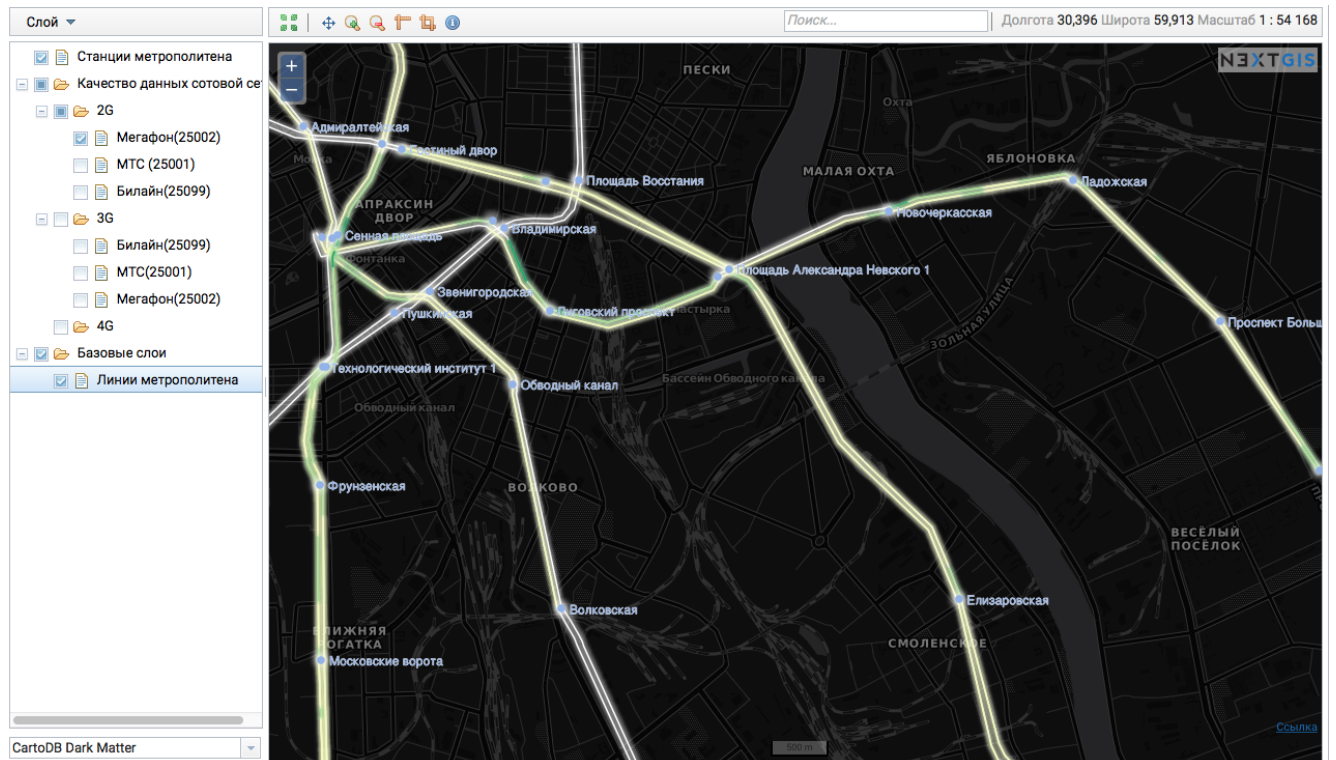 Слой
Поиск...
Долгота 30,396 Широта 59,913 Масштаб 1 : 54 168
Станции метрополитена
Качество данных сотовой се
2G
Мегафон(25002)
МТС (25001)
Билайн(25099)
3G
Билайн(25099)
МТС(25001)
Мегафон(25002)
4G
Базовые слои
Линии метрополитена
CartoDB Dark Matter
+
−
NEXTGIS
ПЕСКИ
Охта
Адмиралтейская
Гостиный двор
ЯБЛОНОВКА
МАЛАЯ ОХТА
Площадь Восстания
Ладожская
АПРАКСИН
ДВОР
Новочеркасская
Владимирская
Сенная площадь
Фонтанка
Площадь Александра Невского 1
Звенигородская
Пушкинская
Лиговский проспект
ЗОЛЬНАЯ УЛИЦА
Проспект Больш
Технологический институт 1
Обводный канал
Бассейн Обводного канала
Обводный канал
Фрунзенская
ВОЛКОВО
ВЕСЁЛЫЙ
ПОСЁЛОК
Елизаровская
Волковская
БЛИЖНЯЯ
РОГАТКА
СМОЛЕНСКОЕ
Московские ворота
Ссылка
500 m